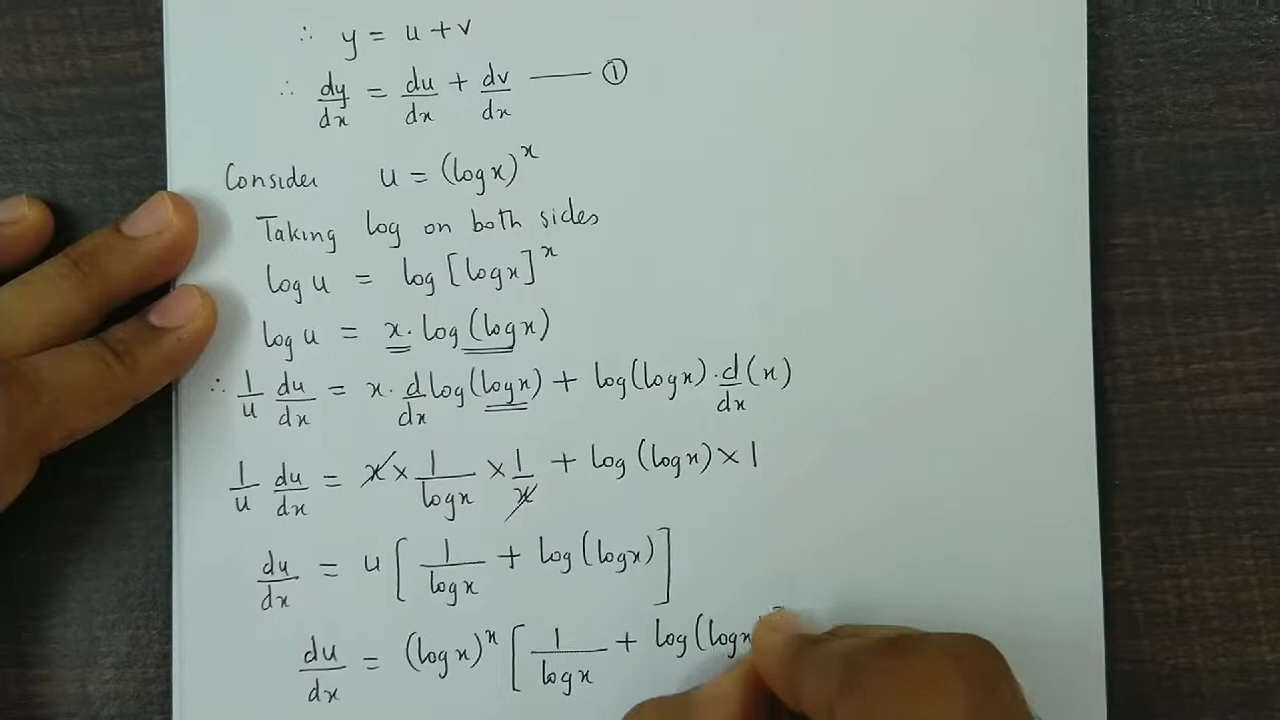 ∴ y = u + v
∴ dy/dx = du/dx + dv/dx —— ①
Consider u = (log x)^x
Taking log on both sides
log u = log [log x]^x
log u = x . log (log x)
∴ 1/u du/dx = x . d/dx log (log x) + log (log x) . d/dx (x)
1/u du/dx = x × 1/log x × 1/x + log (log x) × 1
du/dx = u [ 1/log x + log (log x) ]
du/dx = (log x)^x [ 1/log x + log (log x